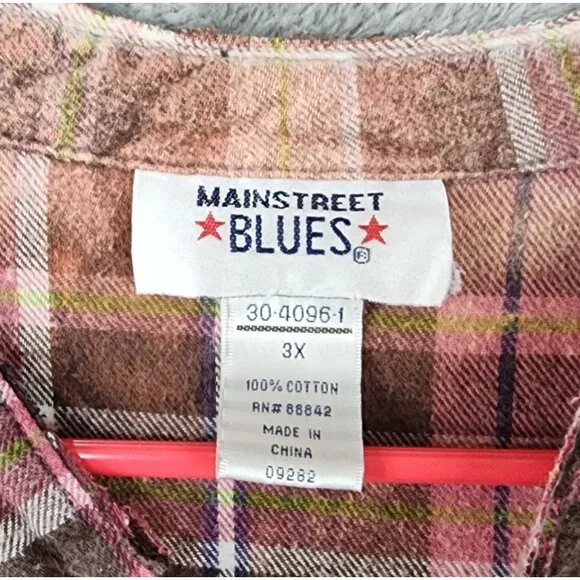 MAINSTREET
★BLUES★®
30-4096-1
3X
100% COTTON
RN# 88842
MADE IN
CHINA
09282